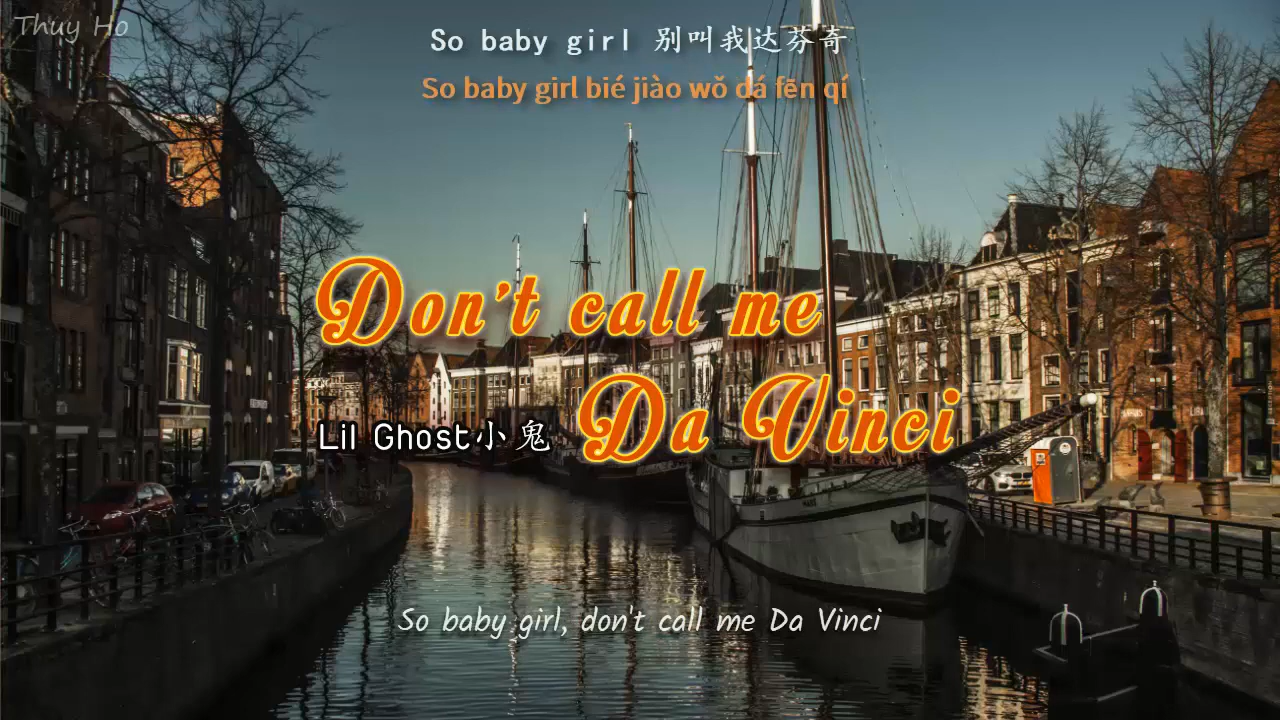 Thuy Ho
So baby girl 别叫我达芬奇
So baby girl bié jiào wǒ dá fēn qí
Don't call me
Da Vinci
Lil Ghost小鬼
So baby girl, don't call me Da Vinci